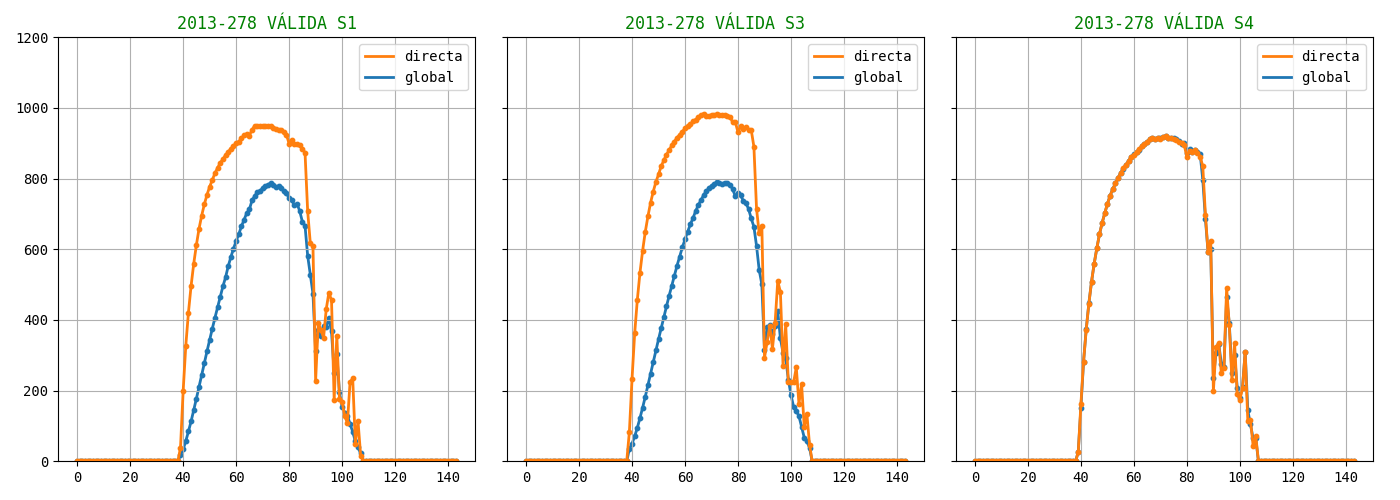 2013-278 VÁLIDA S1
2013-278 VÁLIDA S3
2013-278 VÁLIDA S4
1200
1000
800
600
400
200
0
directa
global
directa
global
directa
global
0 20 40 60 80 100 120 140
0 20 40 60 80 100 120 140
0 20 40 60 80 100 120 140